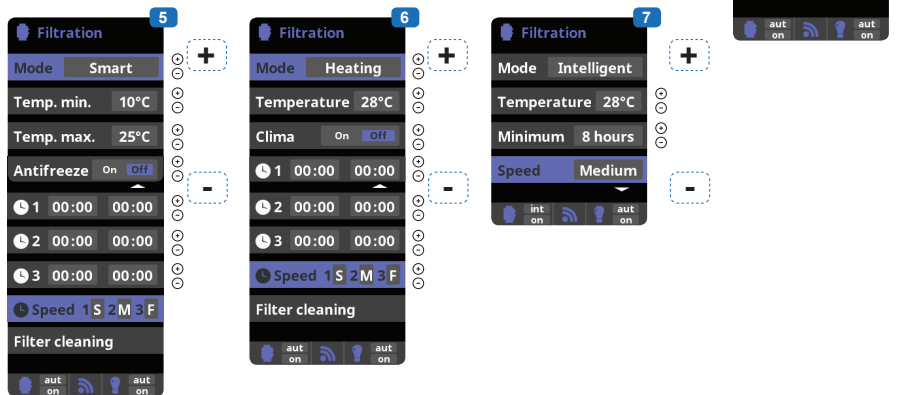 5
Filtration
Mode Smart
Temp. min. 10°C
Temp. max. 25°C
Antifreeze On Off
1 00:00 00:00
2 00:00 00:00
3 00:00 00:00
Speed 1 S 2 M 3 F
Filter cleaning
aut on aut on
+
-
6
Filtration
Mode Heating
Temperature 28°C
Clima On Off
1 00:00 00:00
2 00:00 00:00
3 00:00 00:00
Speed 1 S 2 M 3 F
Filter cleaning
aut on aut on
+
-
7
Filtration
Mode Intelligent
Temperature 28°C
Minimum 8 hours
Speed Medium
int on aut on
+
-
aut on aut on